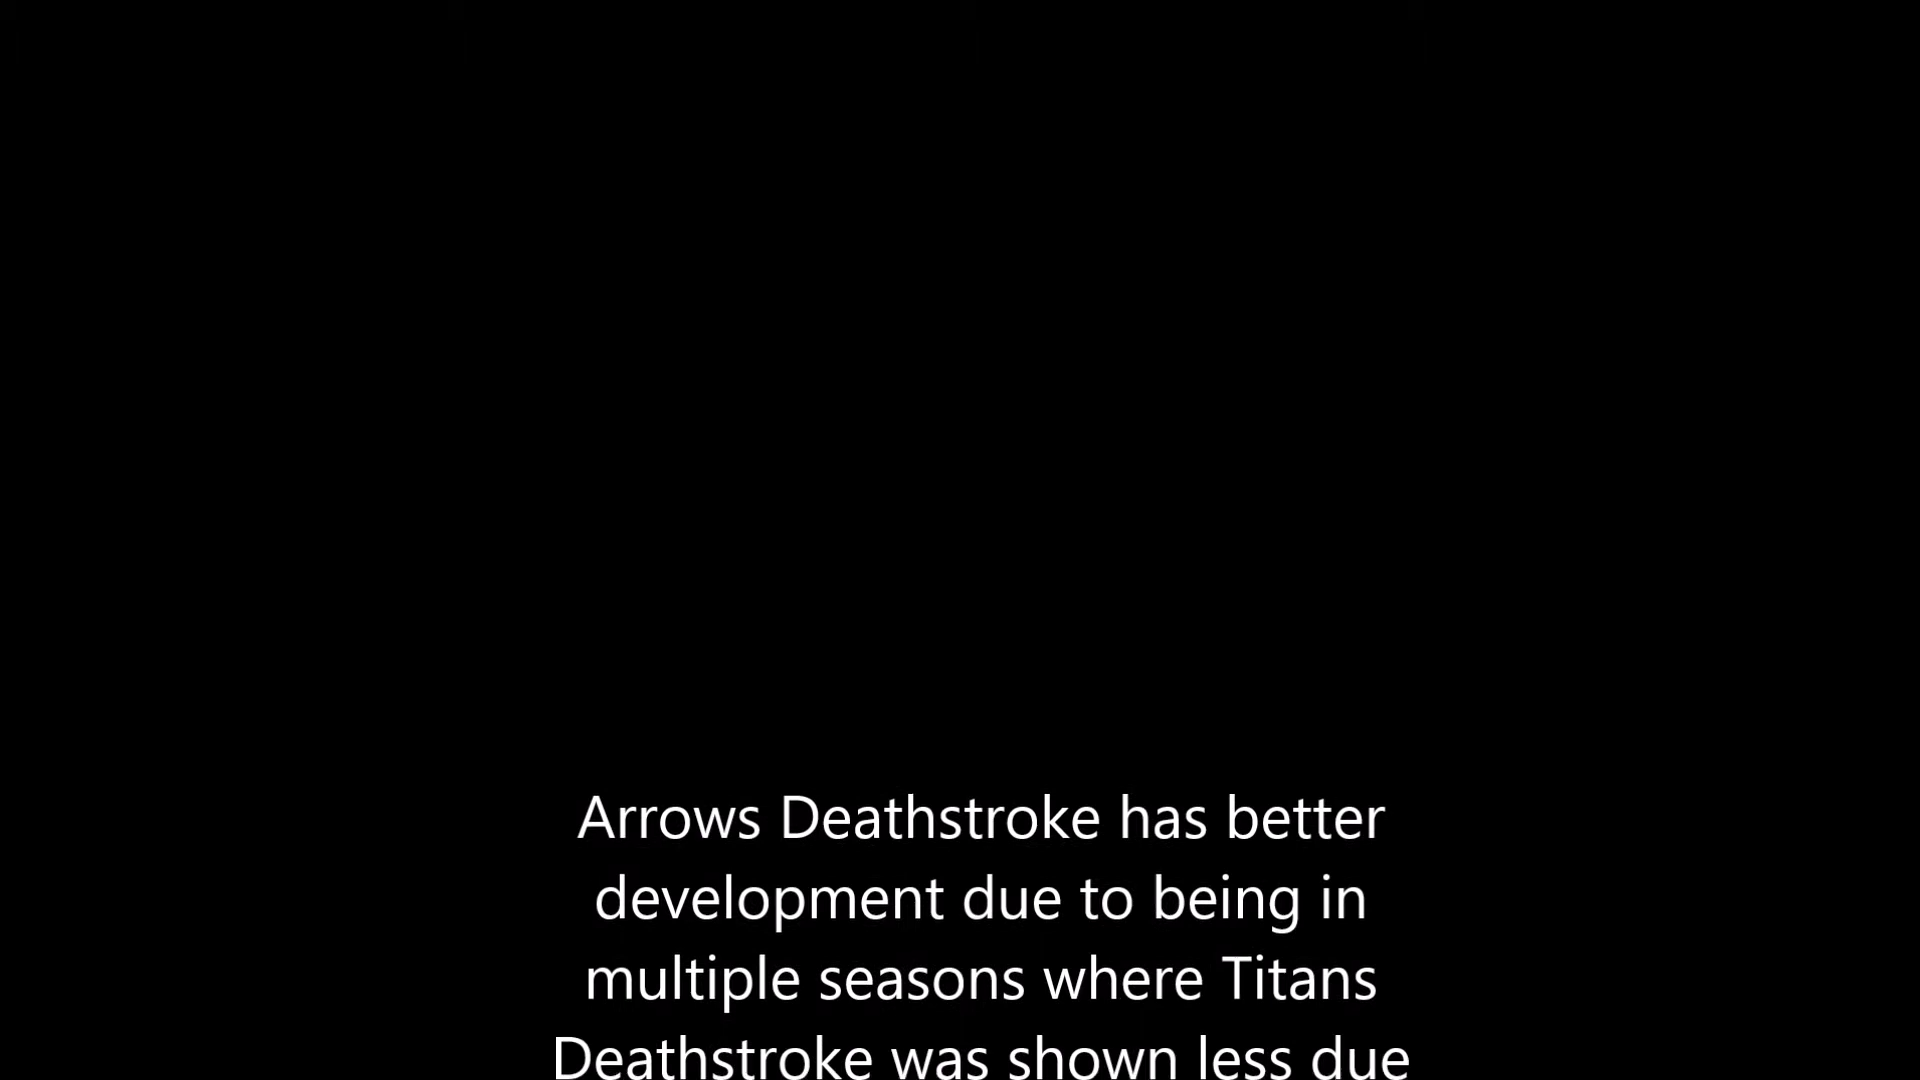 Arrows Deathstroke has better
development due to being in
multiple seasons where Titans
Deathstroke was shown less due